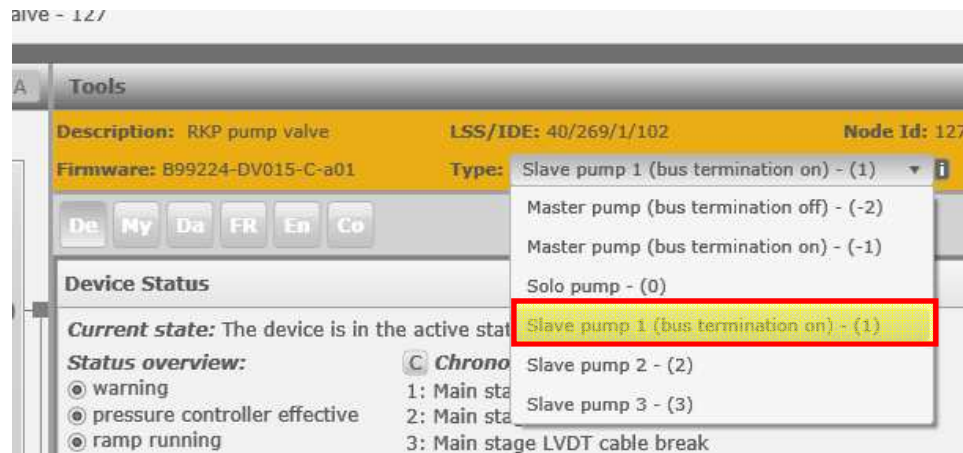 alve - 127
A
Tools
Description: RKP pump valve LSS/IDE: 40/269/1/102 Node Id: 127
Firmware: B99224-DV015-C-a01 Type: Slave pump 1 (bus termination on) - (1) i
De My Da FR En Co
Master pump (bus termination off) - (-2)
Master pump (bus termination on) - (-1)
Solo pump - (0)
Slave pump 1 (bus termination on) - (1)
Slave pump 2 - (2)
Slave pump 3 - (3)
Device Status
Current state: The device is in the active stat
Status overview: C Chrono
warning 1: Main sta
pressure controller effective 2: Main sta
ramp running 3: Main stage LVDT cable break